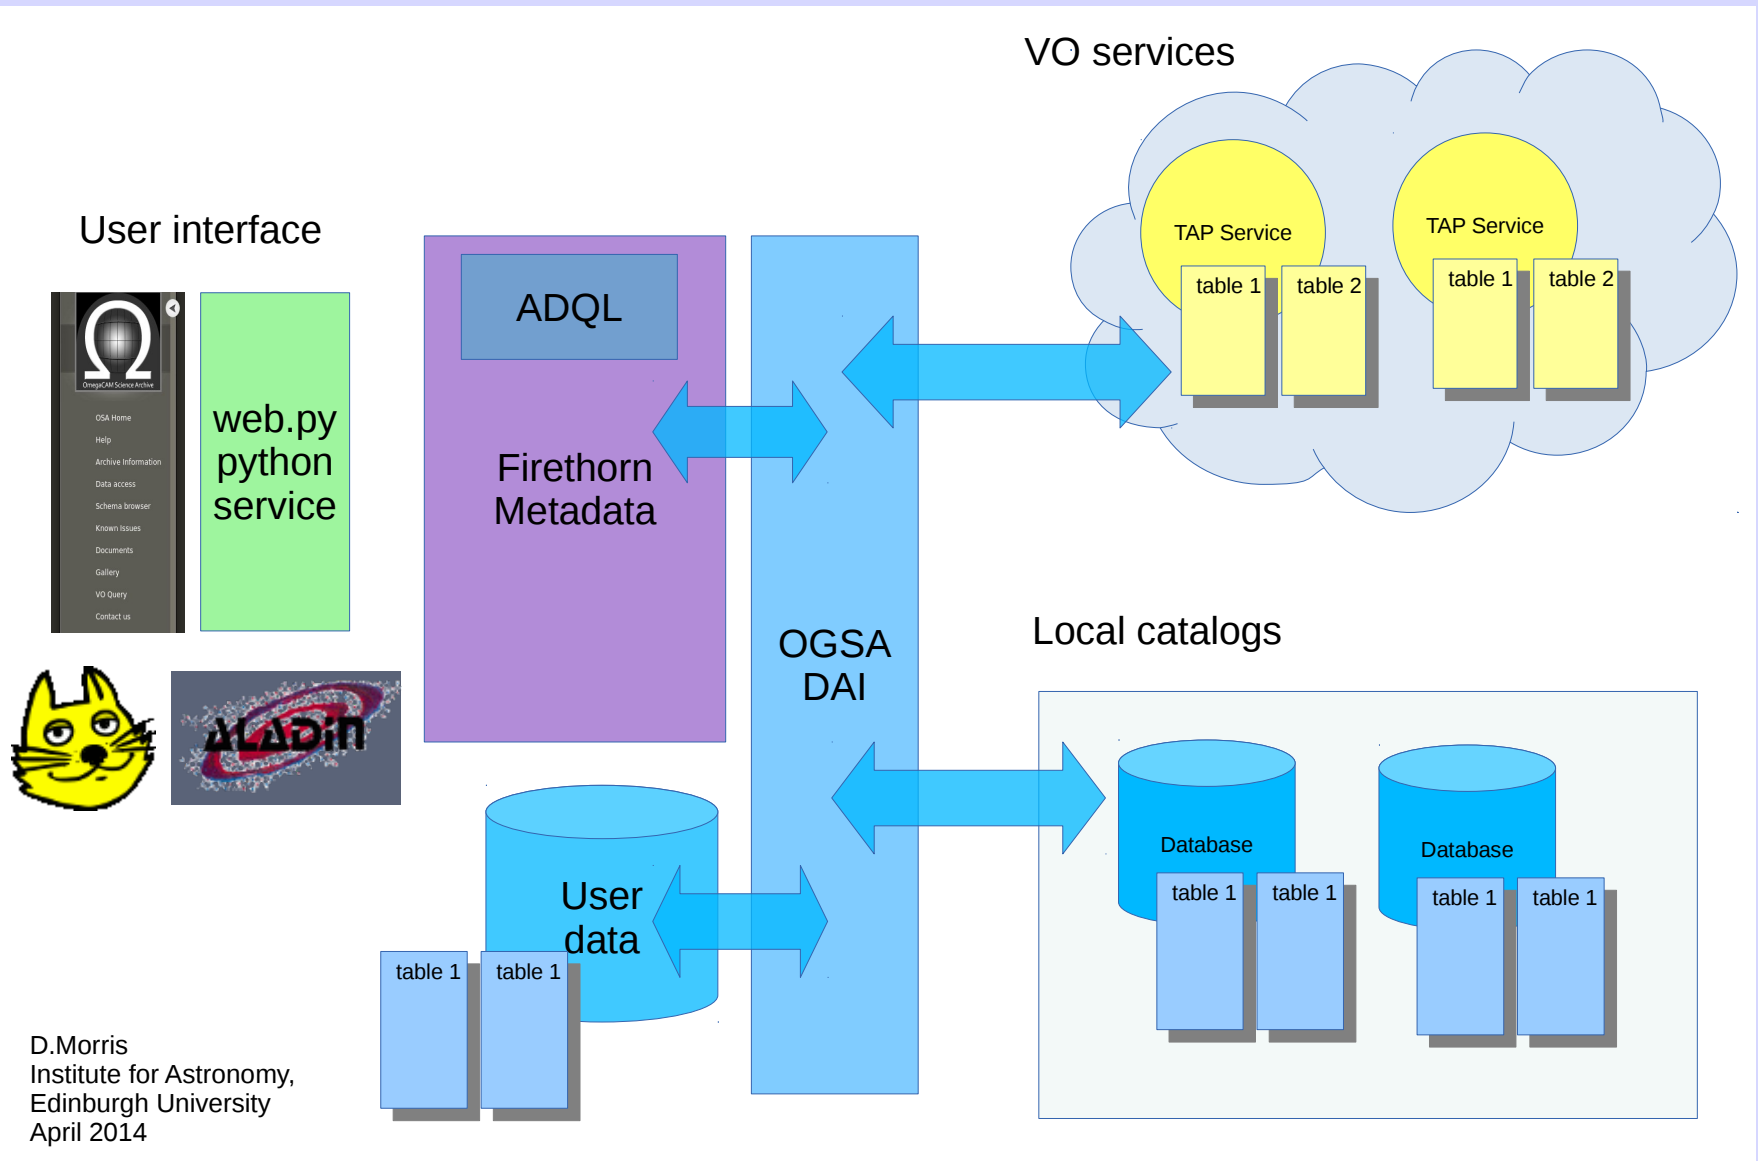 VO services
TAP Service
TAP Service
table 1
table 2
table 1
table 2
User interface
OmegaCAM Science Archive
OSA Home
Help
Archive Information
Data access
Schema browser
Known Issues
Documents
Gallery
VO Query
Contact us
web.py
python
service
ADQL
Firethorn
Metadata
OGSA
DAI
ALADIN
Local catalogs
Database
Database
table 1
table 1
table 1
table 1
User
data
table 1
table 1
D.Morris
Institute for Astronomy,
Edinburgh University
April 2014